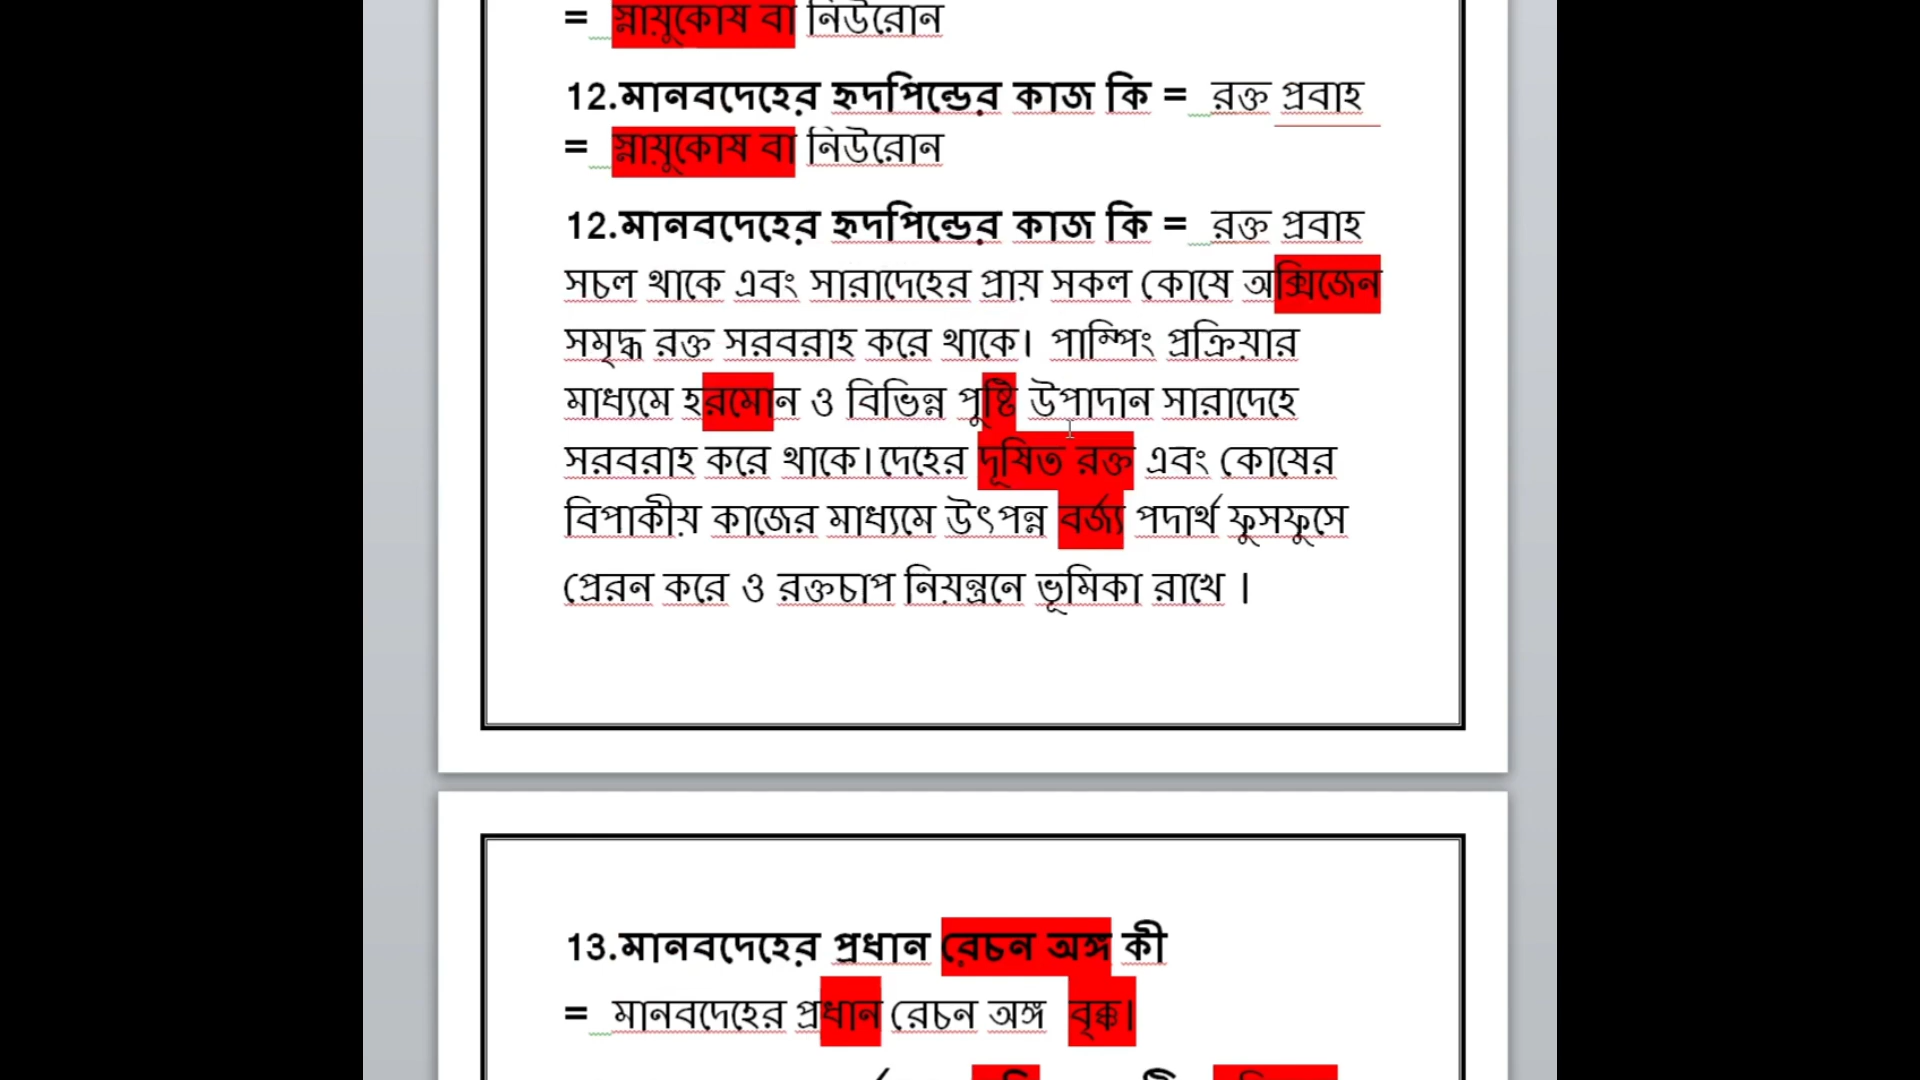 = স্নায়ুকোষ বা নিউরোন
12.মানবদেহের হৃদপিন্ডের কাজ কি = রক্ত প্রবাহ
= স্নায়ুকোষ বা নিউরোন
12.মানবদেহের হৃদপিন্ডের কাজ কি = রক্ত প্রবাহ
সচল থাকে এবং সারাদেহের প্রায় সকল কোষে অক্সিজেন
সমৃদ্ধ রক্ত সরবরাহ করে থাকে। পাম্পিং প্রক্রিয়ার
মাধ্যমে হরমোন ও বিভিন্ন পুষ্টি উপাদান সারাদেহে
সরবরাহ করে থাকে।দেহের দূষিত রক্ত এবং কোষের
বিপাকীয় কাজের মাধ্যমে উৎপন্ন বর্জ্য পদার্থ ফুসফুসে
প্রেরন করে ও রক্তচাপ নিয়ন্ত্রনে ভূমিকা রাখে ।
13.মানবদেহের প্রধান রেচন অঙ্গ কী
= মানবদেহের প্রধান রেচন অঙ্গ বৃক্ক।